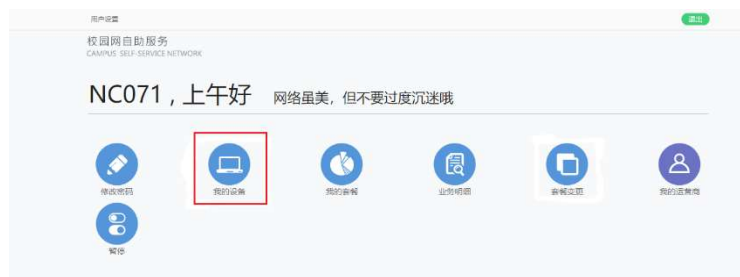 用户设置
退出
校园网自助服务
CAMPUS SELF-SERVICE NETWORK
NC071，上午好 网络虽美，但不要过度沉迷哦
修改密码 我的设备 我的套餐 业务明细 套餐变更 我的运营商
暂停